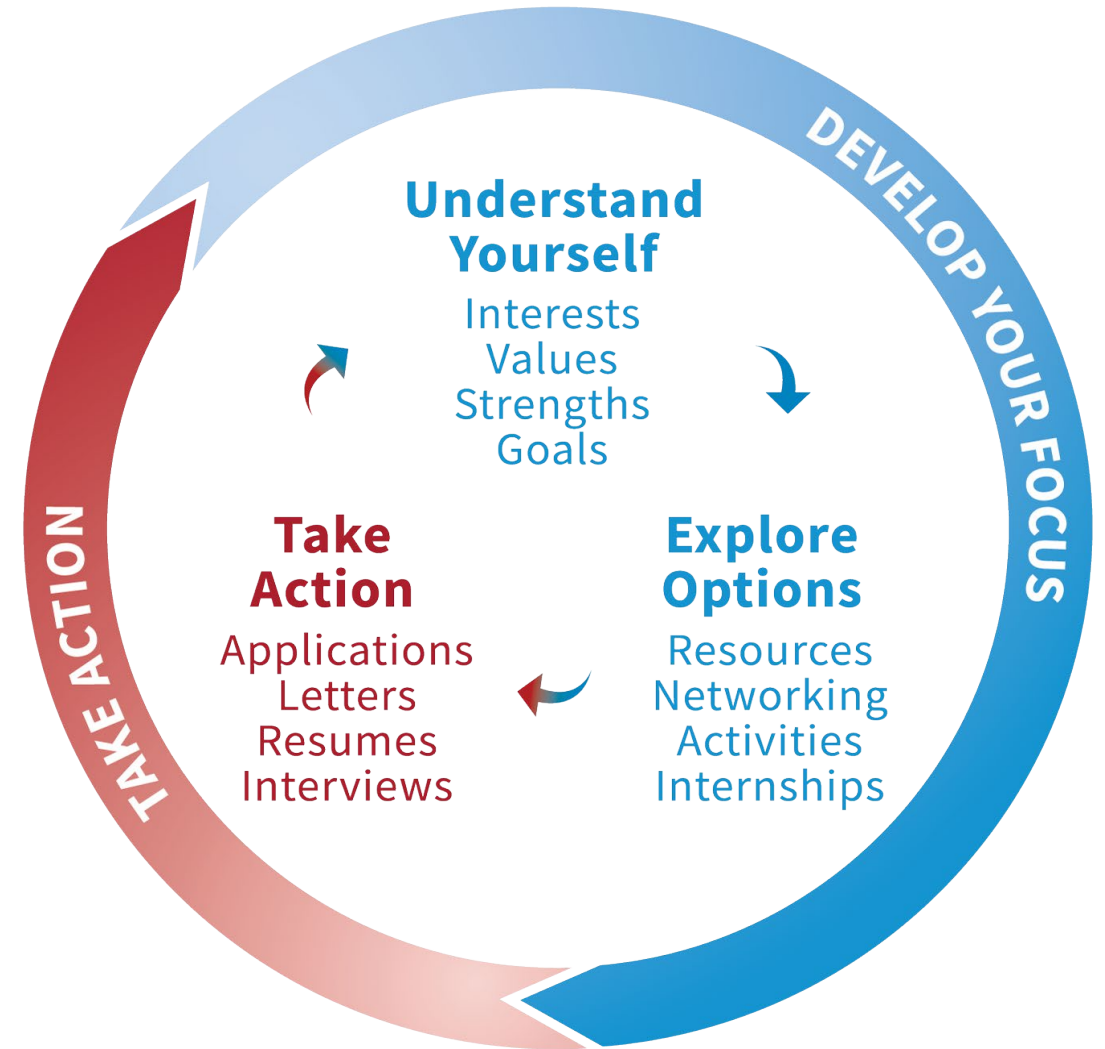 DEVELOP YOUR FOCUS
Understand
Yourself
Interests
Values
Strengths
Goals
Explore
Options
Resources
Networking
Activities
Internships
Take
Action
Applications
Letters
Resumes
Interviews
TAKE ACTION